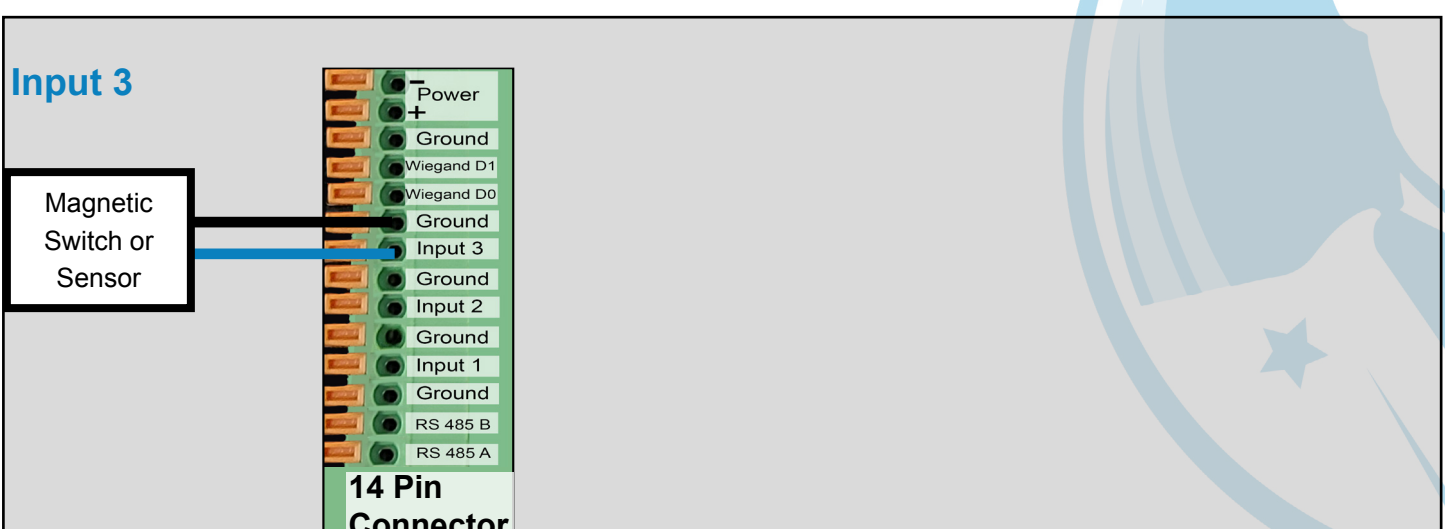 Input 3
Magnetic
Switch or
Sensor
-
Power
+
Ground
Wiegand D1
Wiegand D0
Ground
Input 3
Ground
Input 2
Ground
Input 1
Ground
RS 485 B
RS 485 A
14 Pin
Connector